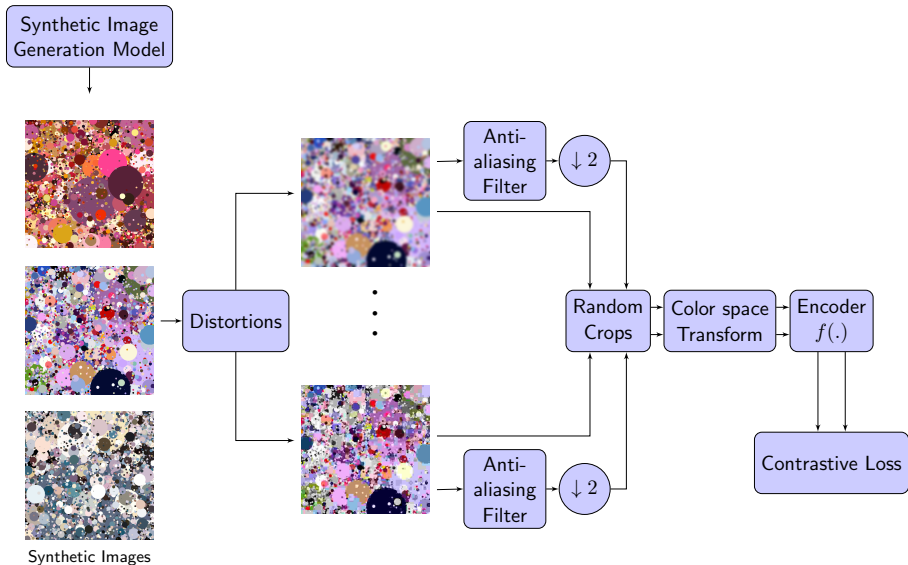 Synthetic Image
Generation Model
Anti-
aliasing
Filter
↓ 2
Distortions
Random
Crops
Color space
Transform
Encoder
f(.)
Anti-
aliasing
Filter
↓ 2
Contrastive Loss
Synthetic Images